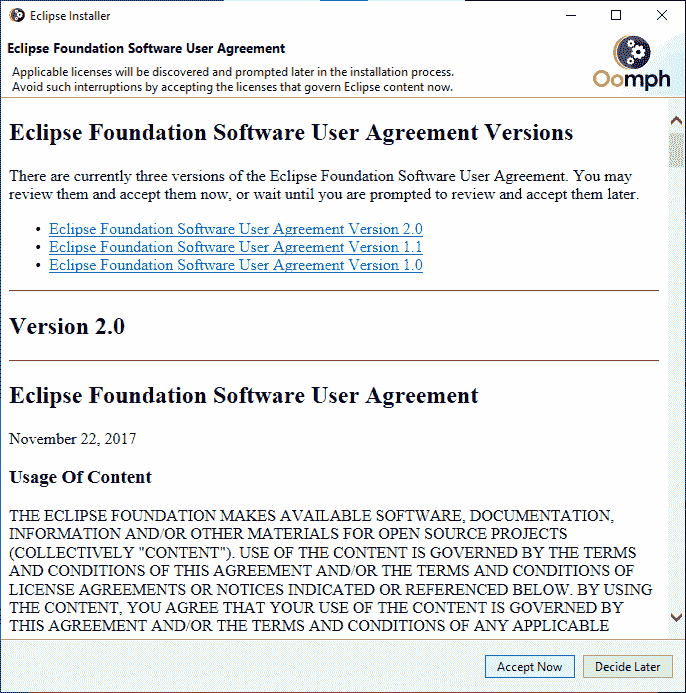 Eclipse Installer
Eclipse Foundation Software User Agreement
Applicable licenses will be discovered and prompted later in the installation process.
Avoid such interruptions by accepting the licenses that govern Eclipse content now.
Oomph
Eclipse Foundation Software User Agreement Versions
There are currently three versions of the Eclipse Foundation Software User Agreement. You may
review them and accept them now, or wait until you are prompted to review and accept them later.
• Eclipse Foundation Software User Agreement Version 2.0
• Eclipse Foundation Software User Agreement Version 1.1
• Eclipse Foundation Software User Agreement Version 1.0
Version 2.0
Eclipse Foundation Software User Agreement
November 22, 2017
Usage Of Content
THE ECLIPSE FOUNDATION MAKES AVAILABLE SOFTWARE, DOCUMENTATION,
INFORMATION AND/OR OTHER MATERIALS FOR OPEN SOURCE PROJECTS
(COLLECTIVELY "CONTENT"). USE OF THE CONTENT IS GOVERNED BY THE TERMS
AND CONDITIONS OF THIS AGREEMENT AND/OR THE TERMS AND CONDITIONS OF
LICENSE AGREEMENTS OR NOTICES INDICATED OR REFERENCED BELOW. BY USING
THE CONTENT, YOU AGREE THAT YOUR USE OF THE CONTENT IS GOVERNED BY
THIS AGREEMENT AND/OR THE TERMS AND CONDITIONS OF ANY APPLICABLE
Accept Now
Decide Later